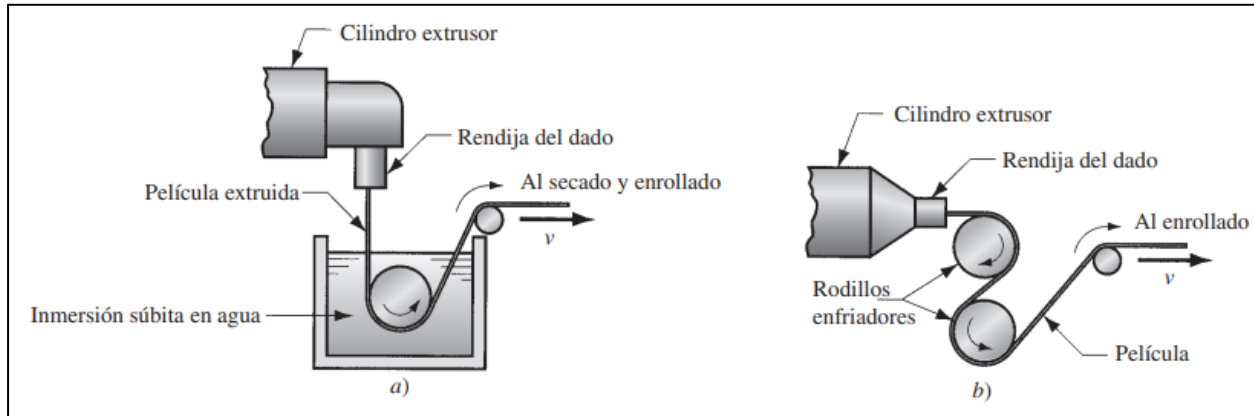 Cilindro extrusor
Rendija del dado
Película extruida
Al secado y enrollado
v
Inmersión súbita en agua
a)
Cilindro extrusor
Rendija del dado
Al enrollado
v
Rodillos
enfriadores
Película
b)